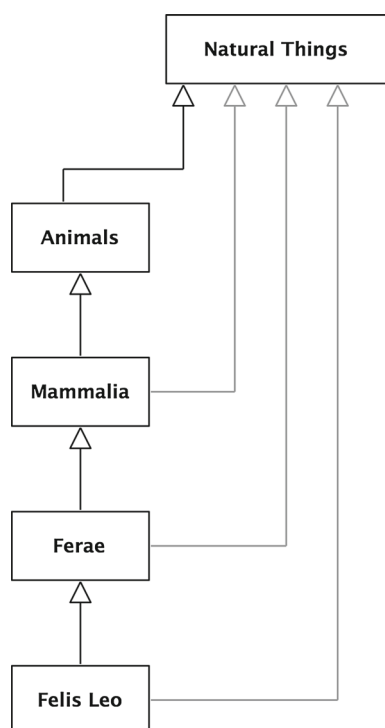 Natural Things
Animals
Mammalia
Ferae
Felis Leo